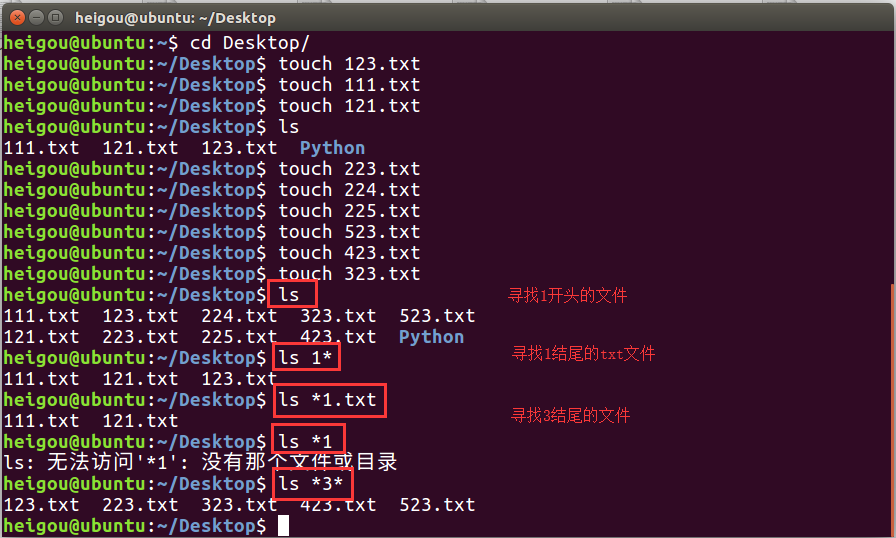 heigou@ubuntu: ~/Desktop
heigou@ubuntu:~$ cd Desktop/
heigou@ubuntu:~/Desktop$ touch 123.txt
heigou@ubuntu:~/Desktop$ touch 111.txt
heigou@ubuntu:~/Desktop$ touch 121.txt
heigou@ubuntu:~/Desktop$ ls
111.txt  121.txt  123.txt  Python
heigou@ubuntu:~/Desktop$ touch 223.txt
heigou@ubuntu:~/Desktop$ touch 224.txt
heigou@ubuntu:~/Desktop$ touch 225.txt
heigou@ubuntu:~/Desktop$ touch 523.txt
heigou@ubuntu:~/Desktop$ touch 423.txt
heigou@ubuntu:~/Desktop$ touch 323.txt
heigou@ubuntu:~/Desktop$ ls 寻找1开头的文件
111.txt  123.txt  224.txt  323.txt  523.txt
121.txt  223.txt  225.txt  423.txt  Python
heigou@ubuntu:~/Desktop$ ls 1* 寻找1结尾的txt文件
111.txt  121.txt  123.txt
heigou@ubuntu:~/Desktop$ ls *1.txt
111.txt  121.txt 寻找3结尾的文件
heigou@ubuntu:~/Desktop$ ls *1
ls: 无法访问'*1': 没有那个文件或目录
heigou@ubuntu:~/Desktop$ ls *3*
123.txt  223.txt  323.txt  423.txt  523.txt
heigou@ubuntu:~/Desktop$